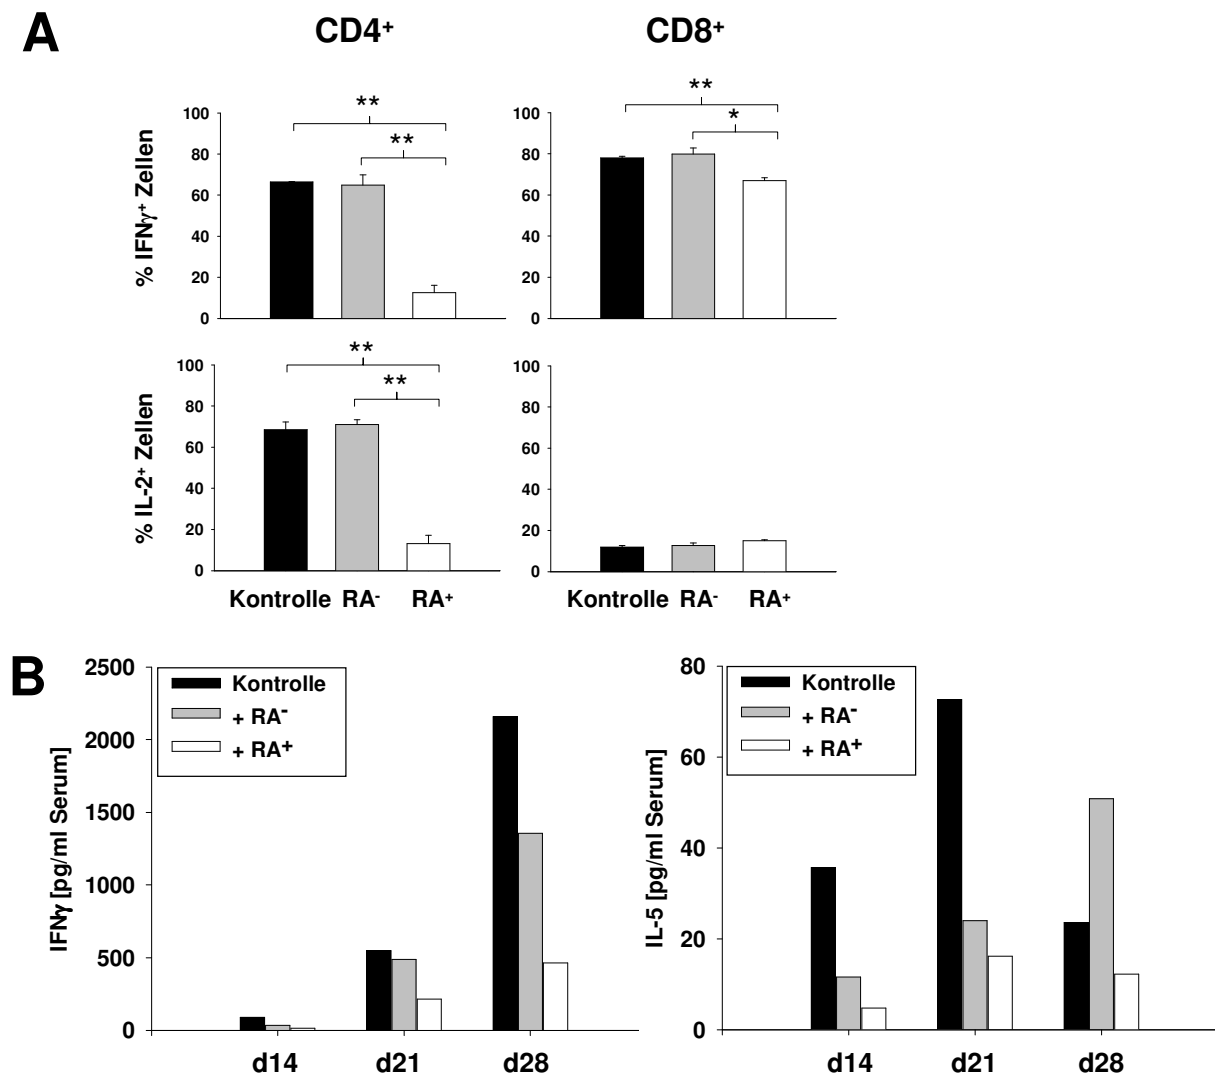 A
CD4+
CD8+
% IFNγ+ Zellen
100
80
60
40
20
0
**
**
100
80
60
40
20
0
**
*
% IL-2+ Zellen
100
80
60
40
20
0
**
**
100
80
60
40
20
0
Kontrolle RA- RA+
Kontrolle RA- RA+
B
IFNγ [pg/ml Serum]
2500
2000
1500
1000
500
0
Kontrolle
+ RA-
+ RA+
d14 d21 d28
IL-5 [pg/ml Serum]
80
60
40
20
0
Kontrolle
+ RA-
+ RA+
d14 d21 d28